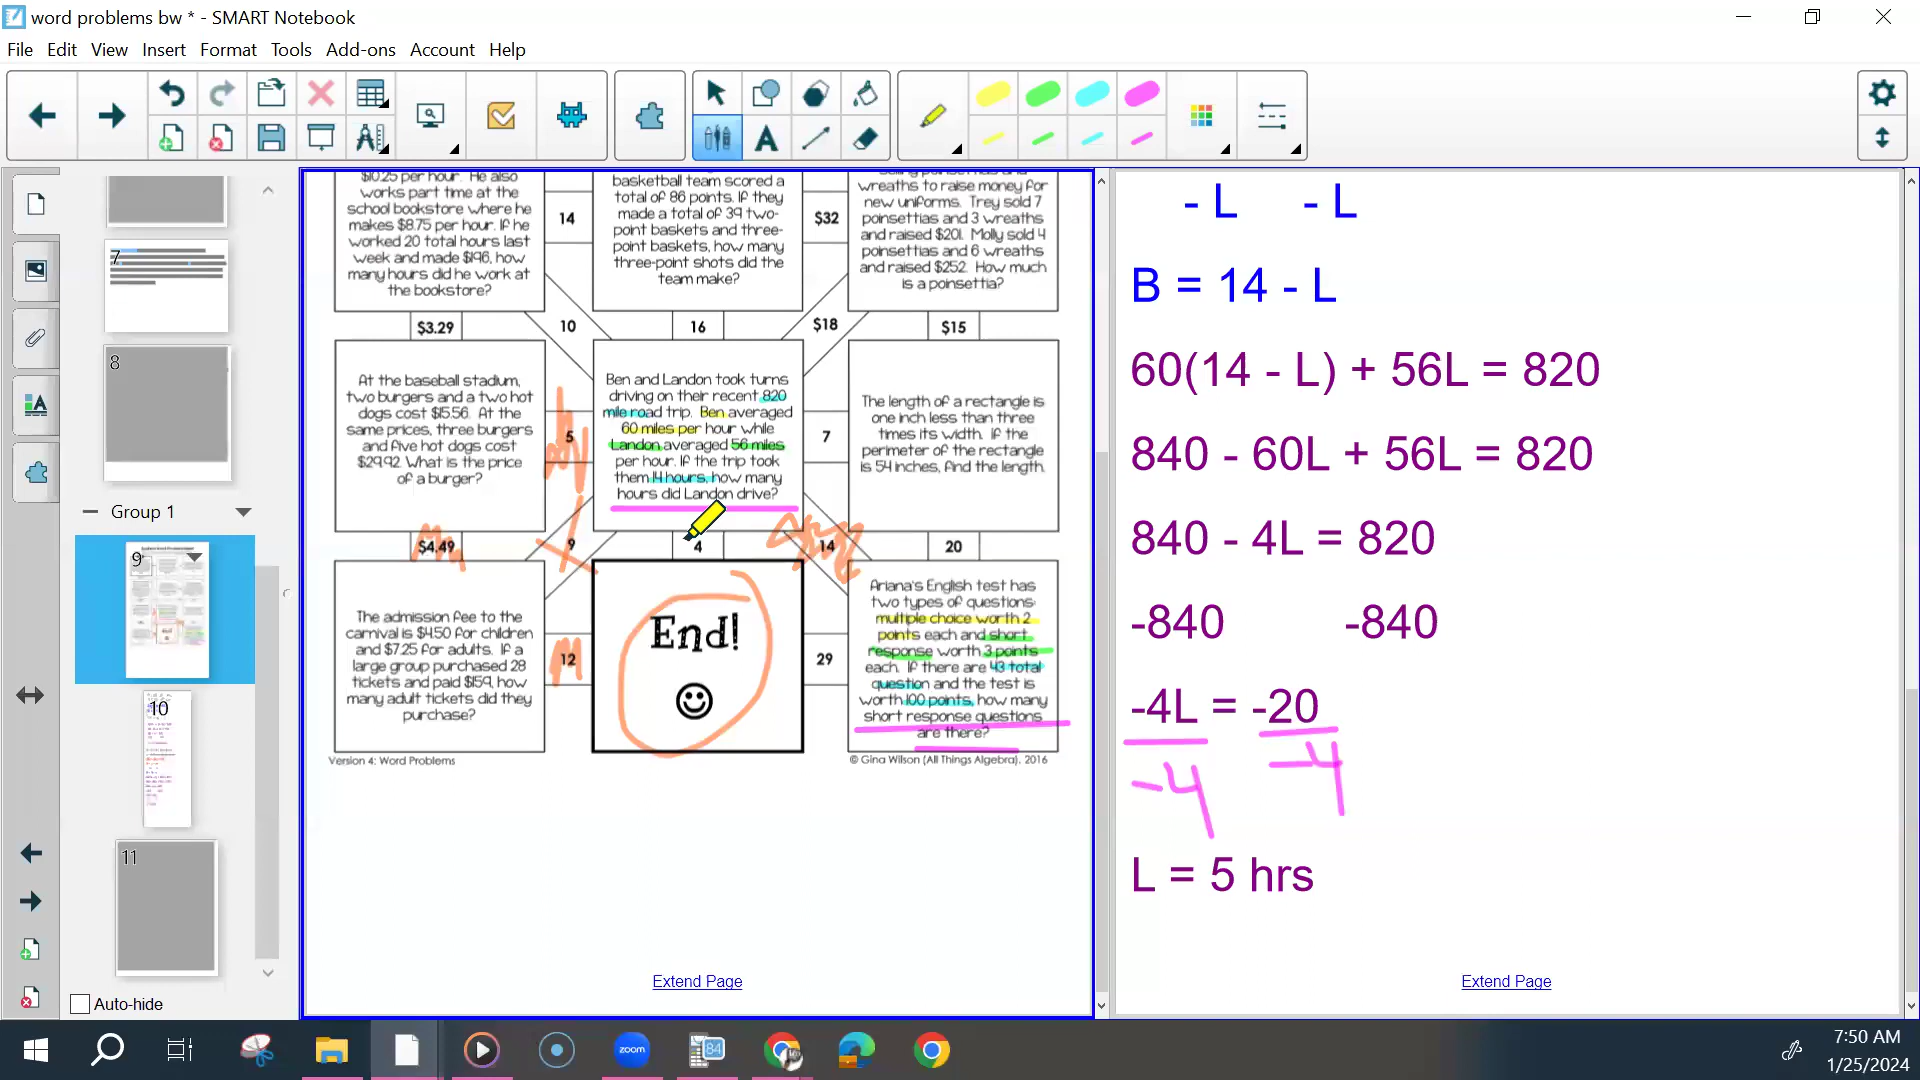 word problems bw * - SMART Notebook
File Edit View Insert Format Tools Add-ons Account Help
7
8
Group 1
9
10
11
Auto-hide
$10.25 per hour. He also
works part time at the
school bookstore where he
makes $8.75 per hour. If he
worked 20 total hours last
week and made $196, how
many hours did he work at
the bookstore?
14
basketball team scored a
total of 86 points. If they
made a total of 39 two-
point baskets and three-
point baskets, how many
three-point shots did the
team make?
$32
selling poinsettias and
wreaths to raise money for
new uniforms. Trey sold 7
poinsettias and 3 wreaths
and raised $201. Molly sold 4
poinsettias and 6 wreaths
and raised $252. How much
is a poinsettia?
$3.29
10
16
$18
$15
At the baseball stadium,
two burgers and a two hot
dogs cost $15.56. At the
same prices, three burgers
and five hot dogs cost
$29.92. What is the price
of a burger?
5
Ben and Landon took turns
driving on their recent 820
mile road trip. Ben averaged
60 miles per hour while
Landon averaged 56 miles
per hour. If the trip took
them 14 hours, how many
hours did Landon drive?
7
The length of a rectangle is
one inch less than three
times its width. If the
perimeter of the rectangle
is 54 inches, find the length.
$4.49
9
4
14
20
The admission fee to the
carnival is $4.50 for children
and $7.25 for adults. If a
large group purchased 28
tickets and paid $159, how
many adult tickets did they
purchase?
12
End!
29
Ariana's English test has
two types of questions:
multiple choice worth 2
points each and short
response worth 3 points
each. If there are 43 total
question and the test is
worth 100 points, how many
short response questions
are there?
Version 4: Word Problems
© Gina Wilson (All Things Algebra), 2016
Extend Page
- L - L
B = 14 - L
60(14 - L) + 56L = 820
840 - 60L + 56L = 820
840 - 4L = 820
-840 -840
-4L = -20
-4 -4
L = 5 hrs
Extend Page
zoom
84
7:50 AM
1/25/2024